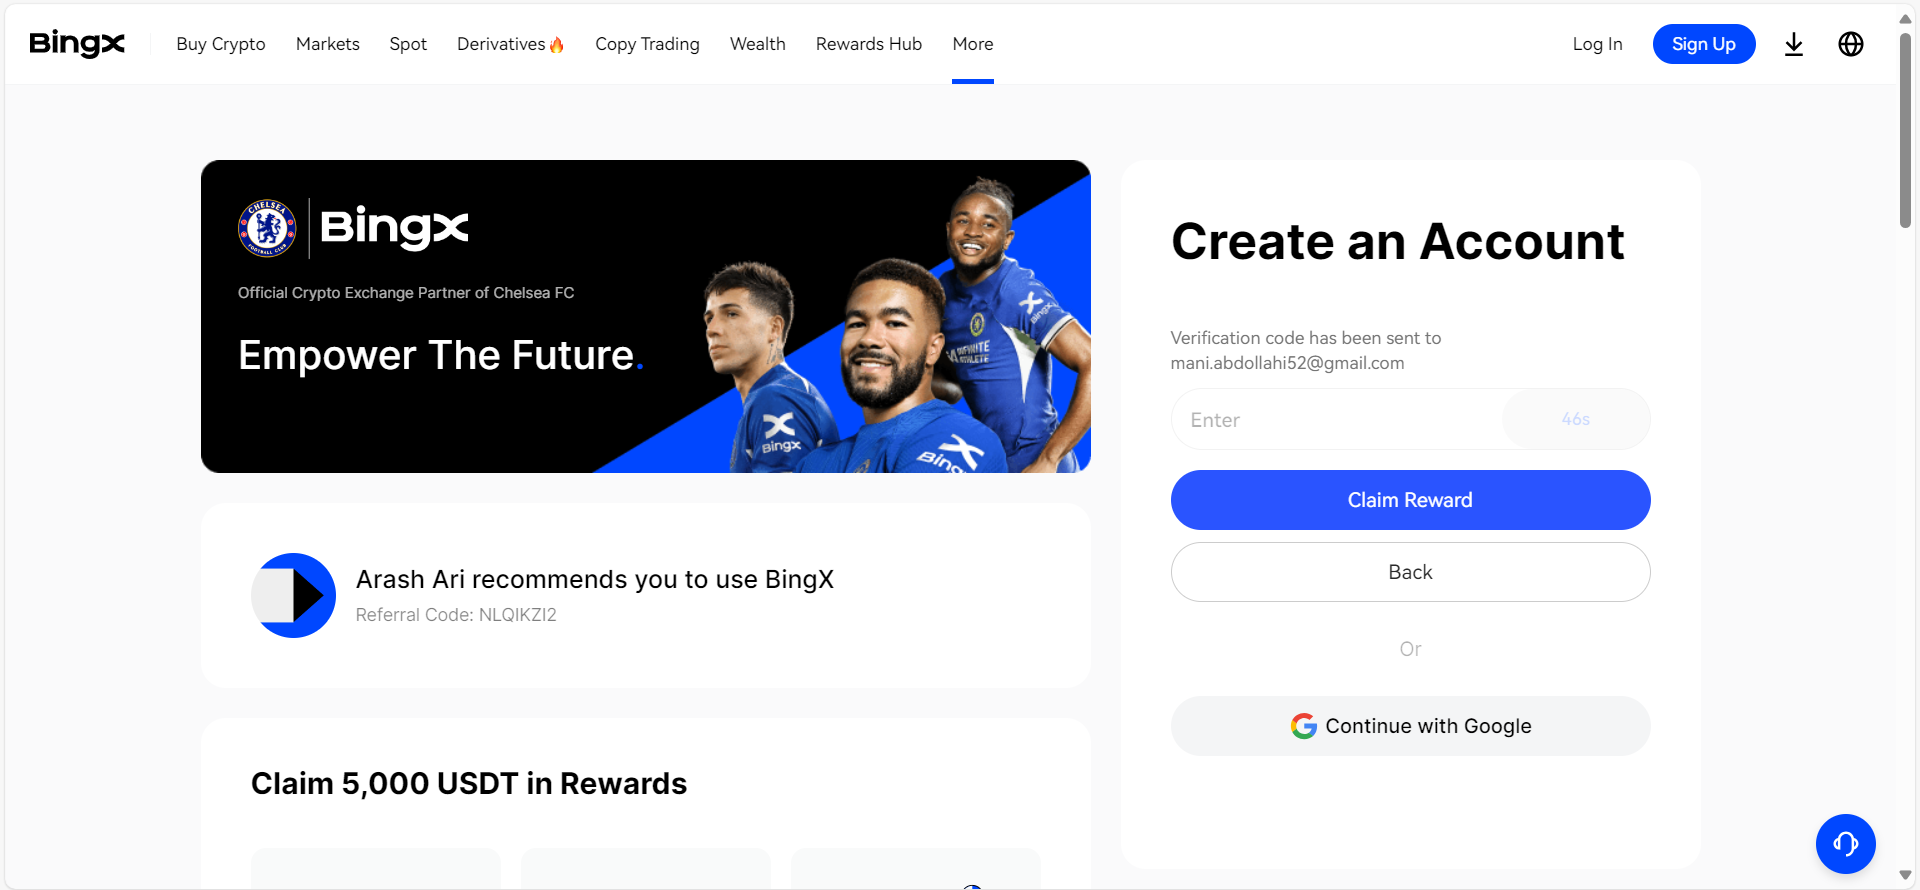 BingX
Buy Crypto
Markets
Spot
Derivatives
Copy Trading
Wealth
Rewards Hub
More
Log In
Sign Up
CHELSEA
FOOTBALL CLUB
BingX
Official Crypto Exchange Partner of Chelsea FC
Empower The Future.
BingX
BingX
INFINITE
ATHLETE
Arash Ari recommends you to use BingX
Referral Code: NLQIKZI2
Claim 5,000 USDT in Rewards
Create an Account
Verification code has been sent to
mani.abdollahi52@gmail.com
Enter
46s
Claim Reward
Back
Or
Continue with Google